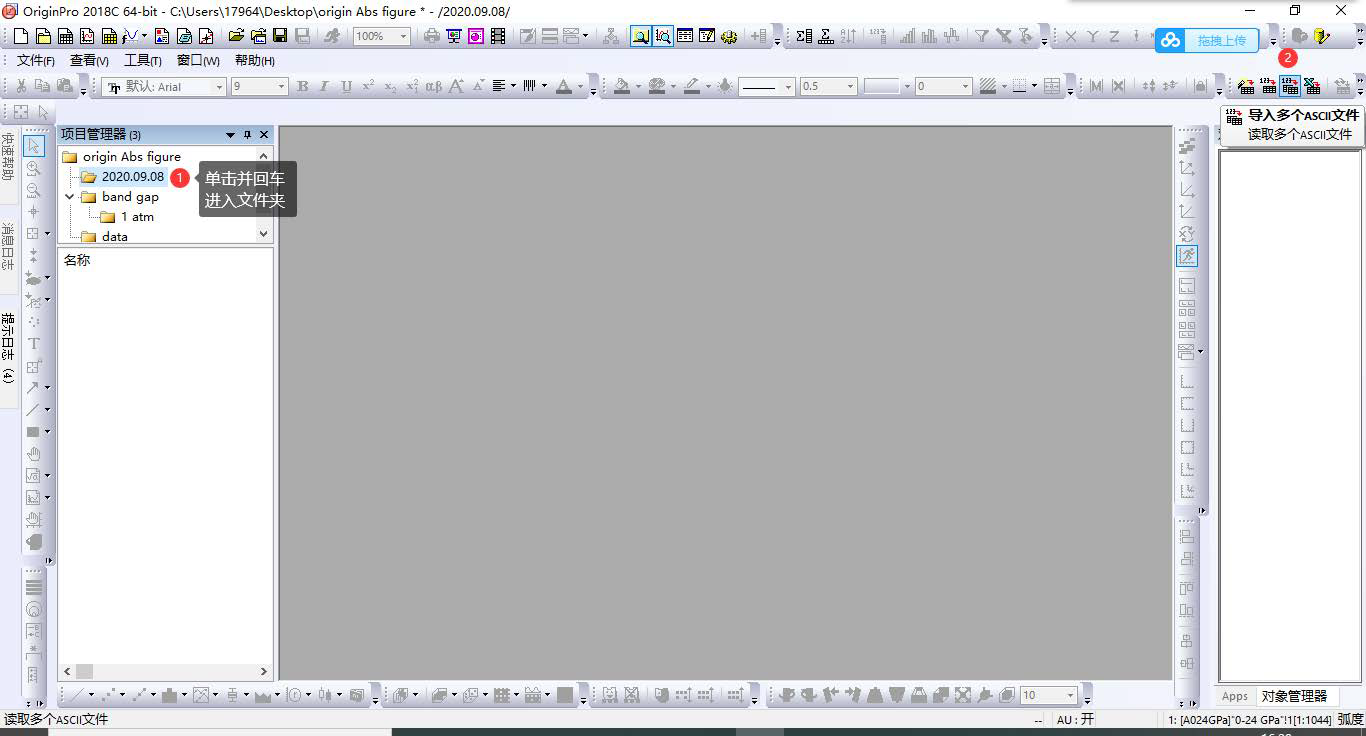 OriginPro 2018C 64-bit - C:\Users\17964\Desktop\origin Abs figure * - /2020.09.08/
100%
拖拽上传
文件(F) 查看(V) 工具(T) 窗口(W) 帮助(H)
2
默认: Arial 9 B I U x² x₂ αβ A A A 0.5 0
导入多个ASCII文件
读取多个ASCII文件
项目管理器 (3)
origin Abs figure
2020.09.08 1
单击并回车
进入文件夹
band gap
1 atm
data
名称
快速帮助
消息日志
提示日志 (4)
10
Apps 对象管理器
读取多个ASCII文件
-- AU : 开 1: [A024GPa]"0-24 GPa"!1[1:1044] 弧度